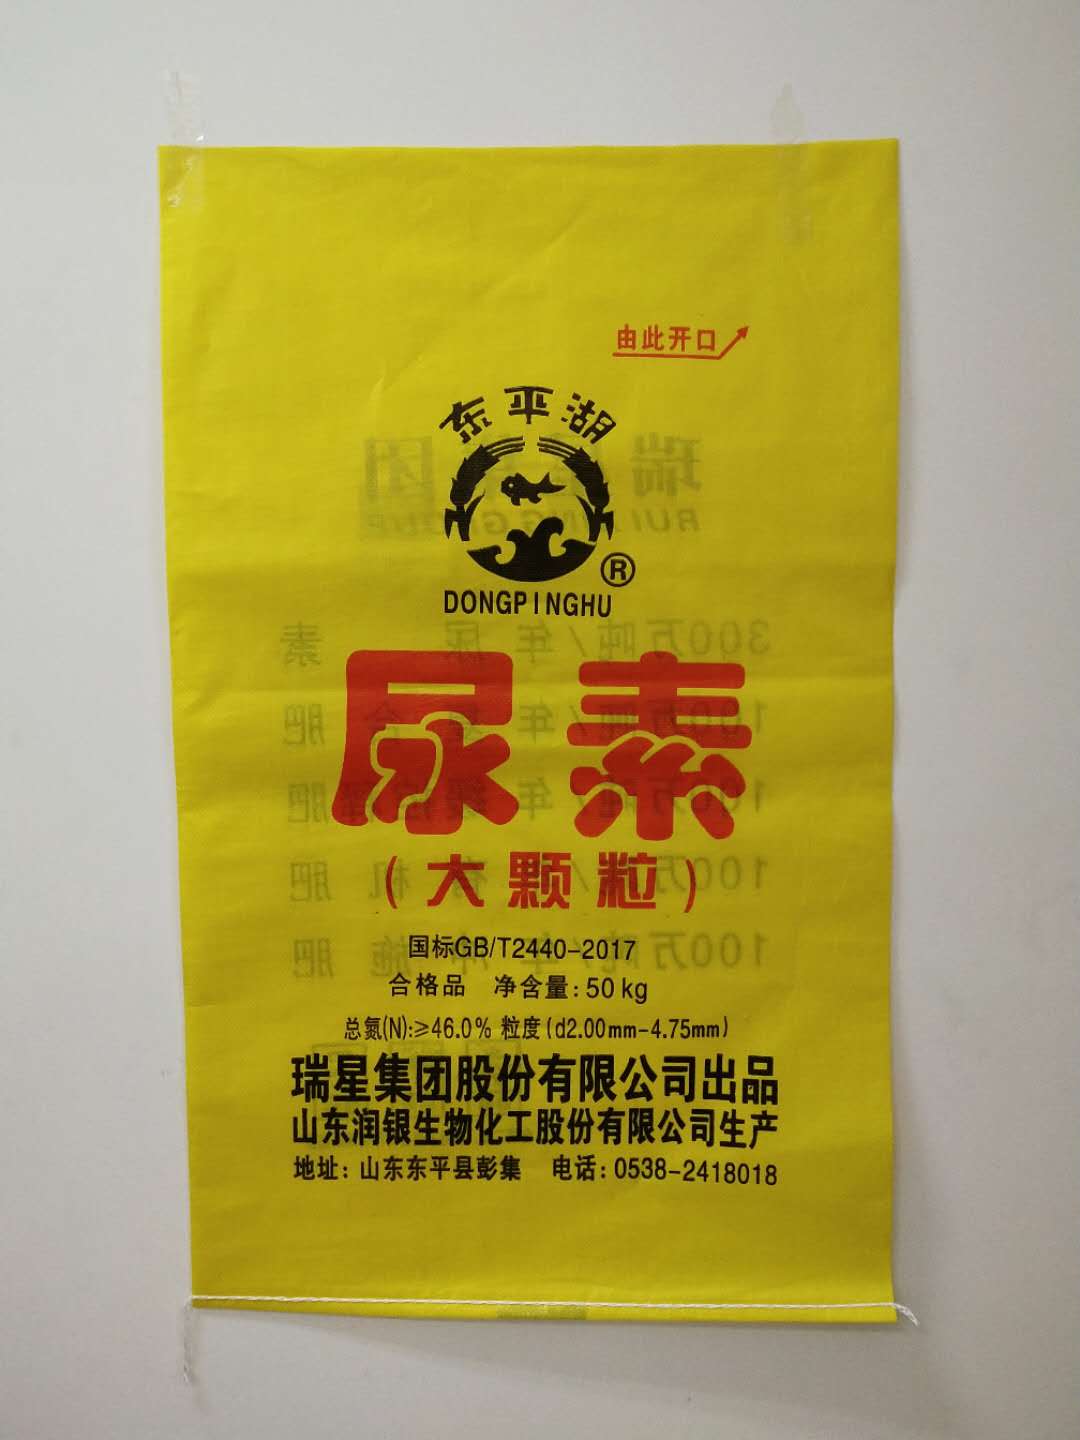 由此开口
东平湖
®
DONGPINGHU
尿素
(大颗粒)
国标GB/T2440-2017
合格品 净含量:50kg
总氮(N):≥46.0% 粒度(d2.00mm-4.75mm)
瑞星集团股份有限公司出品
山东润银生物化工股份有限公司生产
地址:山东东平县彭集 电话:0538-2418018